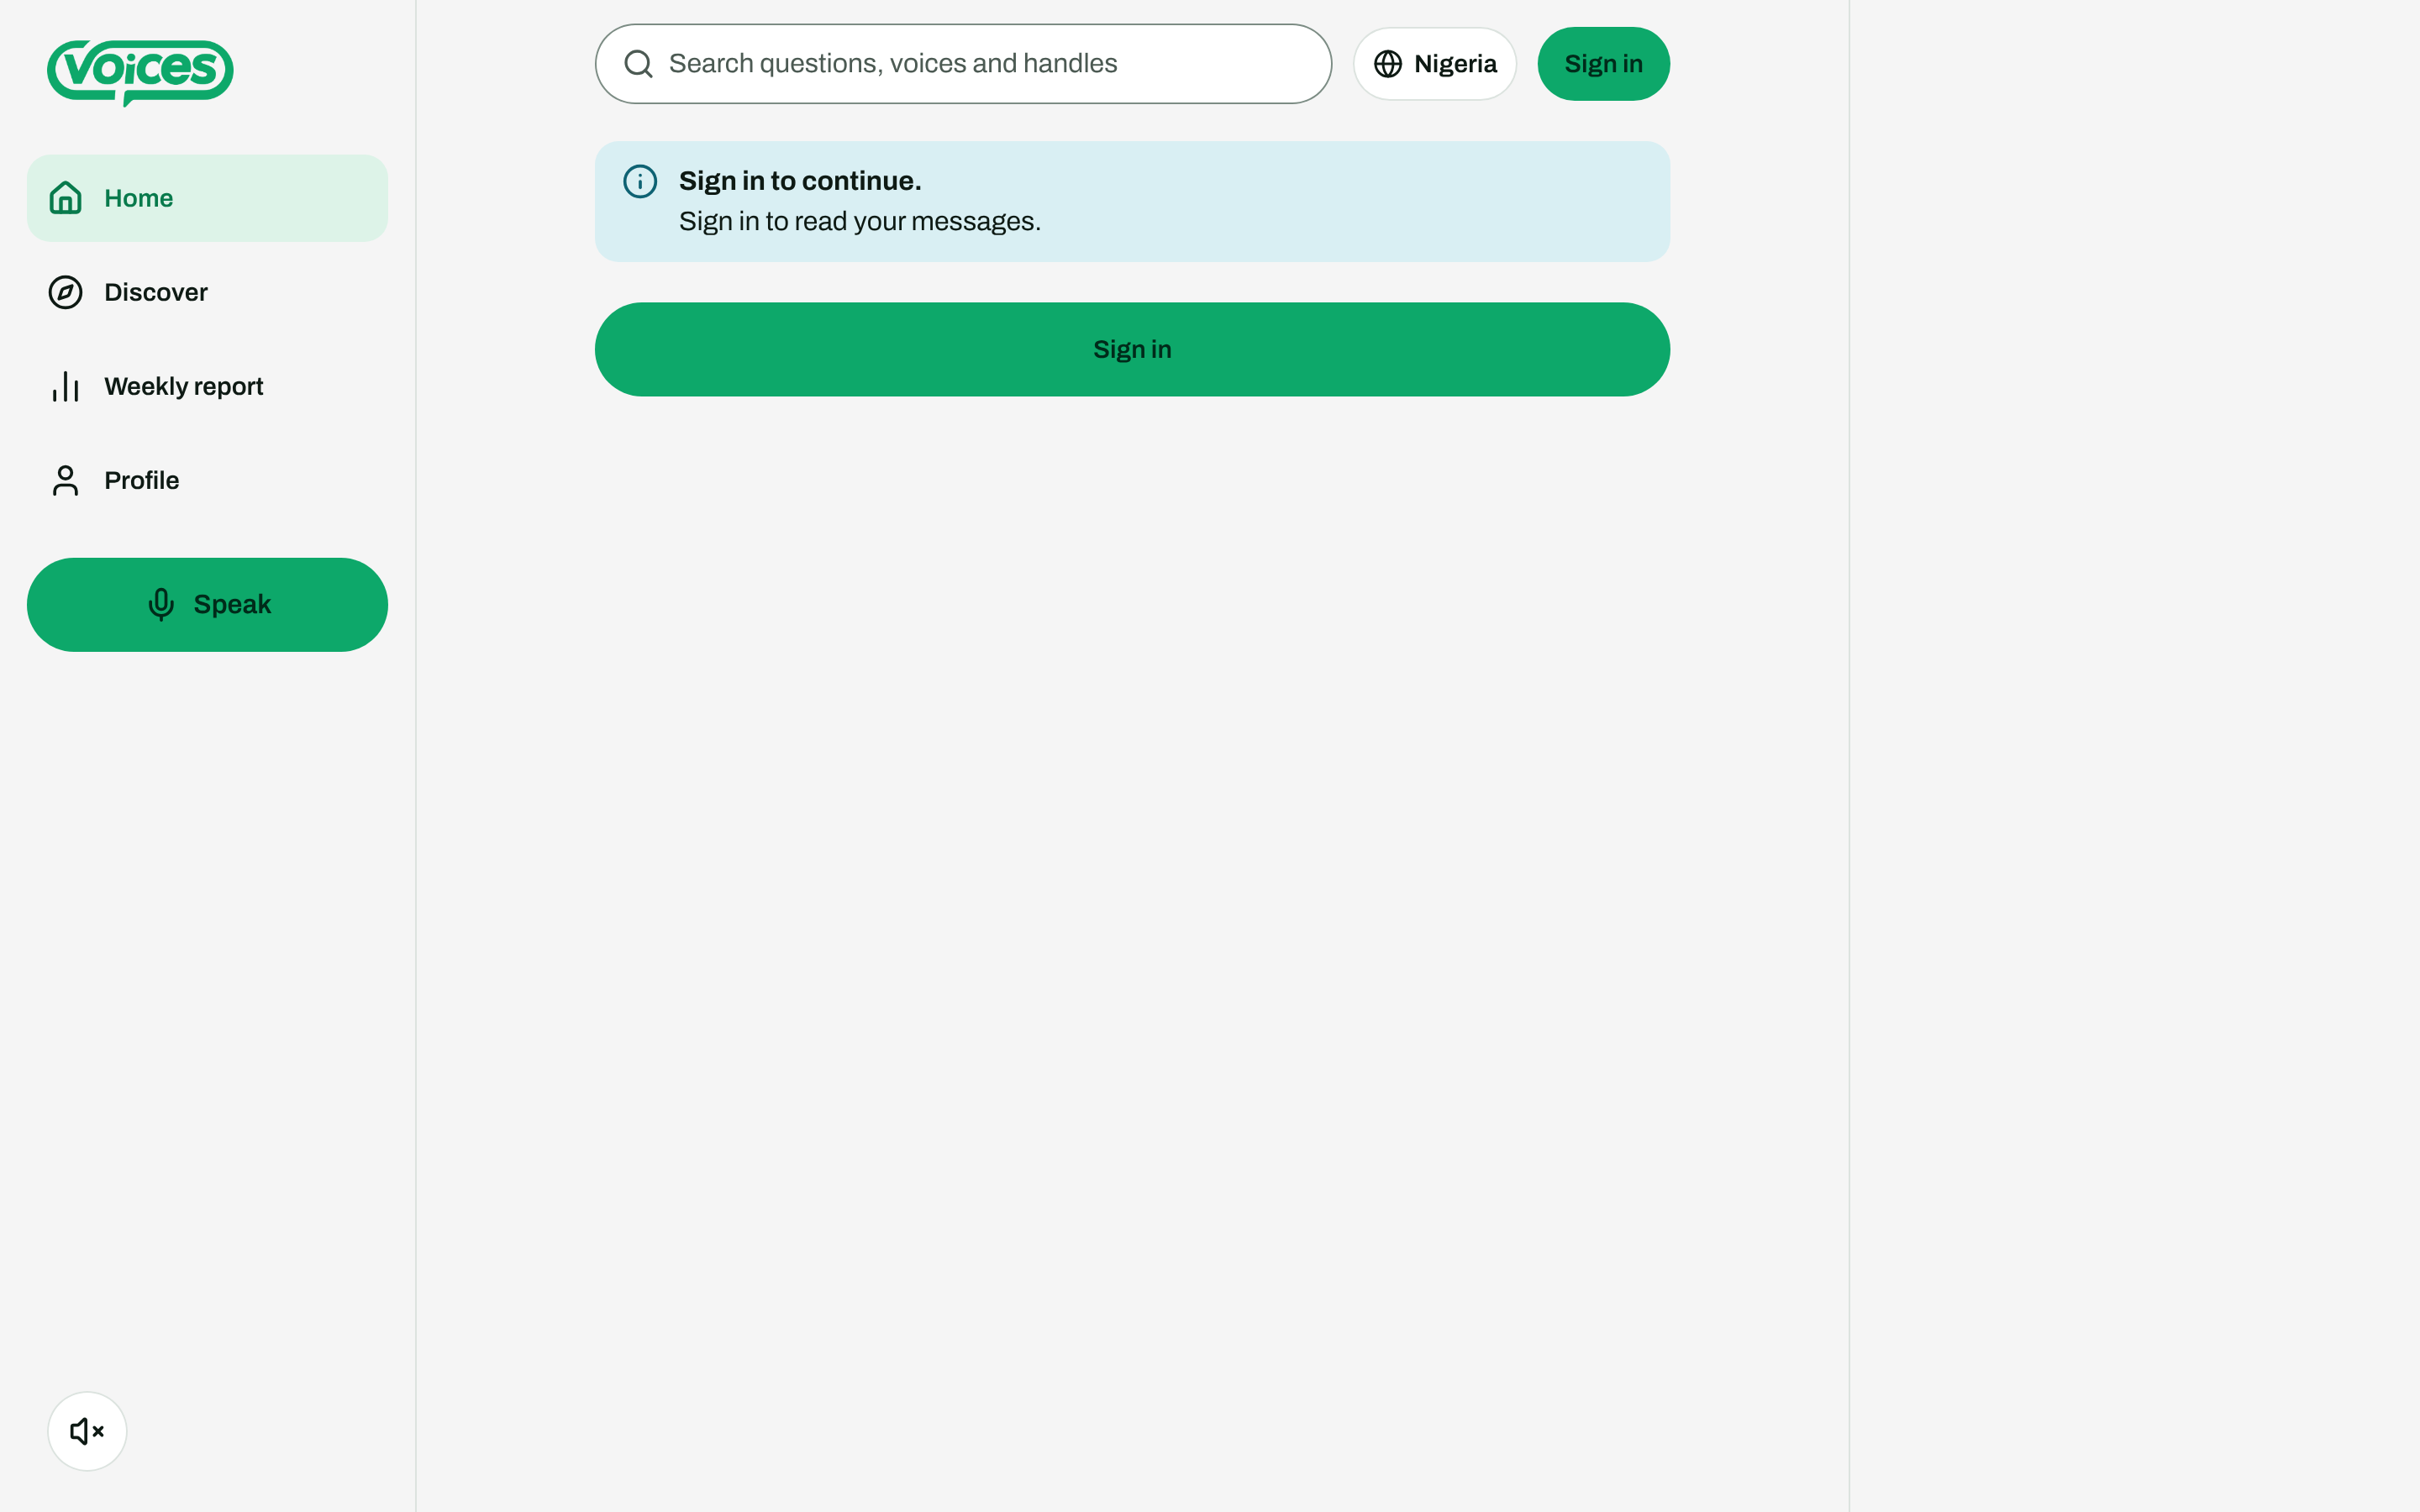 voices
Search questions, voices and handles
Nigeria
Sign in
Home
Discover
Weekly report
Profile
Speak
Sign in to continue.
Sign in to read your messages.
Sign in